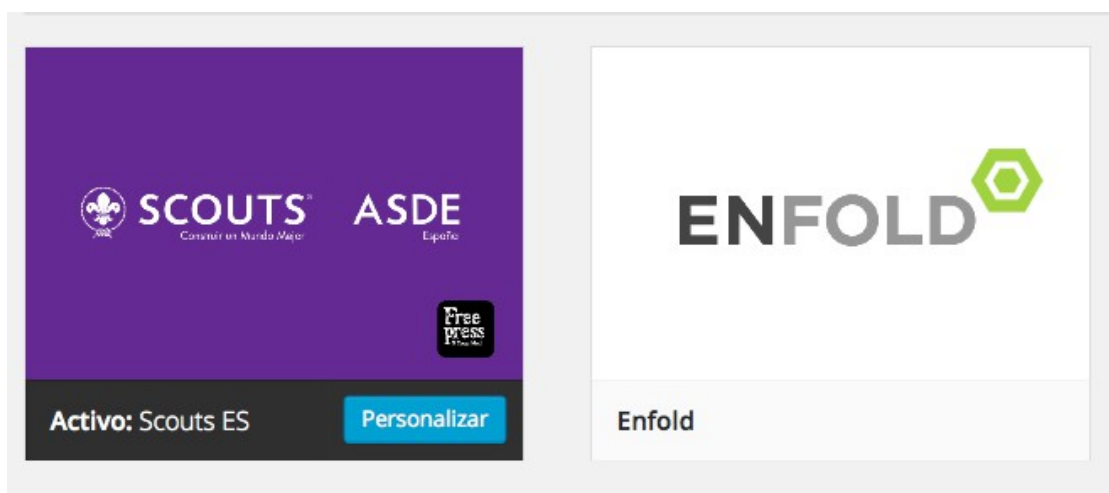 SCOUTS® ASDE
Construir un Mundo Mejor España
Free
press
Activo: Scouts ES Personalizar
ENFOLD
Enfold